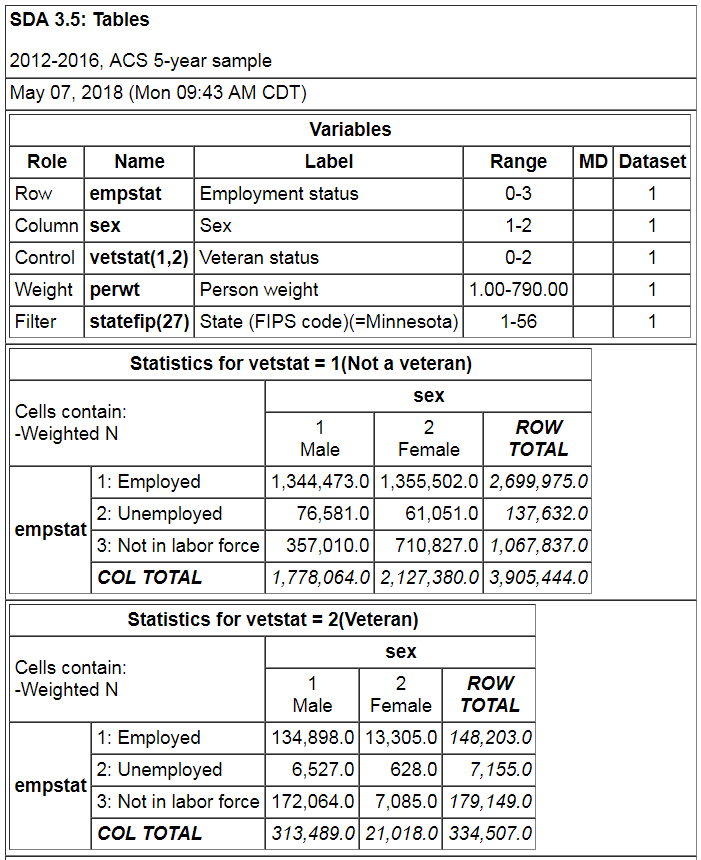 SDA 3.5: Tables
2012-2016, ACS 5-year sample
May 07, 2018 (Mon 09:43 AM CDT)
Variables
Role Name Label Range MD Dataset
Row empstat Employment status 0-3 1
Column sex Sex 1-2 1
Control vetstat(1,2) Veteran status 0-2 1
Weight perwt Person weight 1.00-790.00 1
Filter statefip(27) State (FIPS code)(=Minnesota) 1-56 1
Statistics for vetstat = 1(Not a veteran)
Cells contain:
-Weighted N
sex
1 2 ROW
Male Female TOTAL
empstat
1: Employed 1,344,473.0 1,355,502.0 2,699,975.0
2: Unemployed 76,581.0 61,051.0 137,632.0
3: Not in labor force 357,010.0 710,827.0 1,067,837.0
COL TOTAL 1,778,064.0 2,127,380.0 3,905,444.0
Statistics for vetstat = 2(Veteran)
Cells contain:
-Weighted N
sex
1 2 ROW
Male Female TOTAL
empstat
1: Employed 134,898.0 13,305.0 148,203.0
2: Unemployed 6,527.0 628.0 7,155.0
3: Not in labor force 172,064.0 7,085.0 179,149.0
COL TOTAL 313,489.0 21,018.0 334,507.0